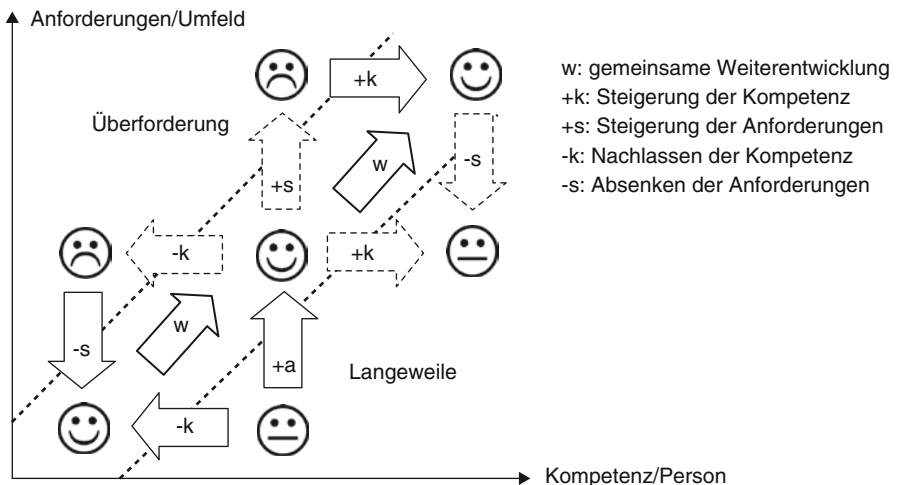 Anforderungen/Umfeld
w: gemeinsame Weiterentwicklung
+k: Steigerung der Kompetenz
+s: Steigerung der Anforderungen
-k: Nachlassen der Kompetenz
-s: Absenken der Anforderungen
+k
Überforderung
w
-s
+s
-k
+k
w
-s
+a
Langeweile
-k
Kompetenz/Person